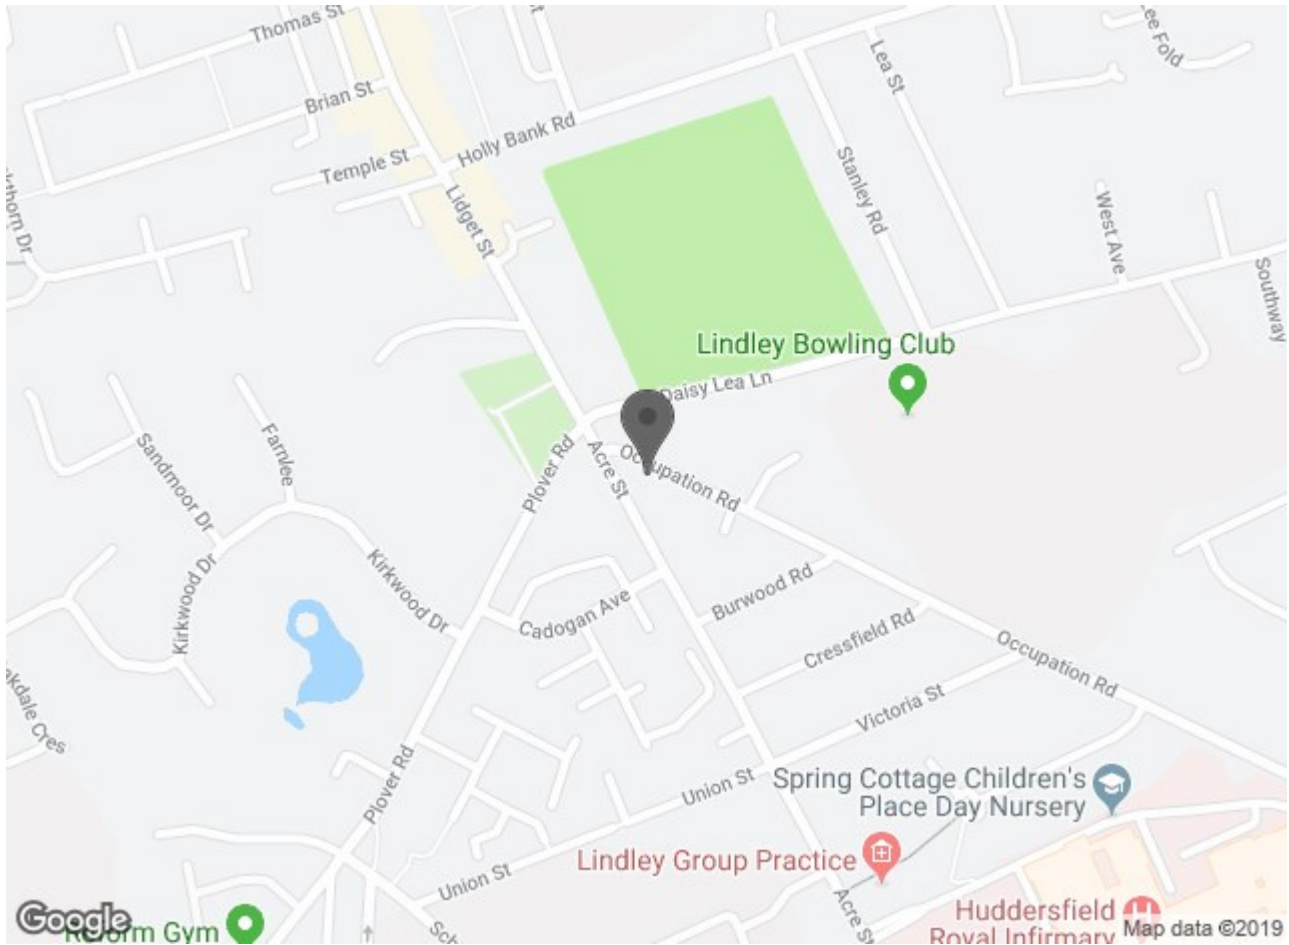 Thomas St
Brian St
Temple St
Holly Bank Rd
Lidget St
Lea St
Stanley Rd
West Ave
Southway
Lindley Bowling Club
Daisy Lea Ln
Plover Rd
Acre St
Occupation Rd
Sandmoor Dr
Farnlee
Kirkwood Dr
Kirkwood Dr
Cadogan Ave
Burwood Rd
Cressfield Rd
Occupation Rd
Victoria St
Plover Rd
Union St
Spring Cottage Children's
Place Day Nursery
Lindley Group Practice
Union St
Acre St
Huddersfield
Royal Infirmary
Google
Reform Gym
Map data ©2019